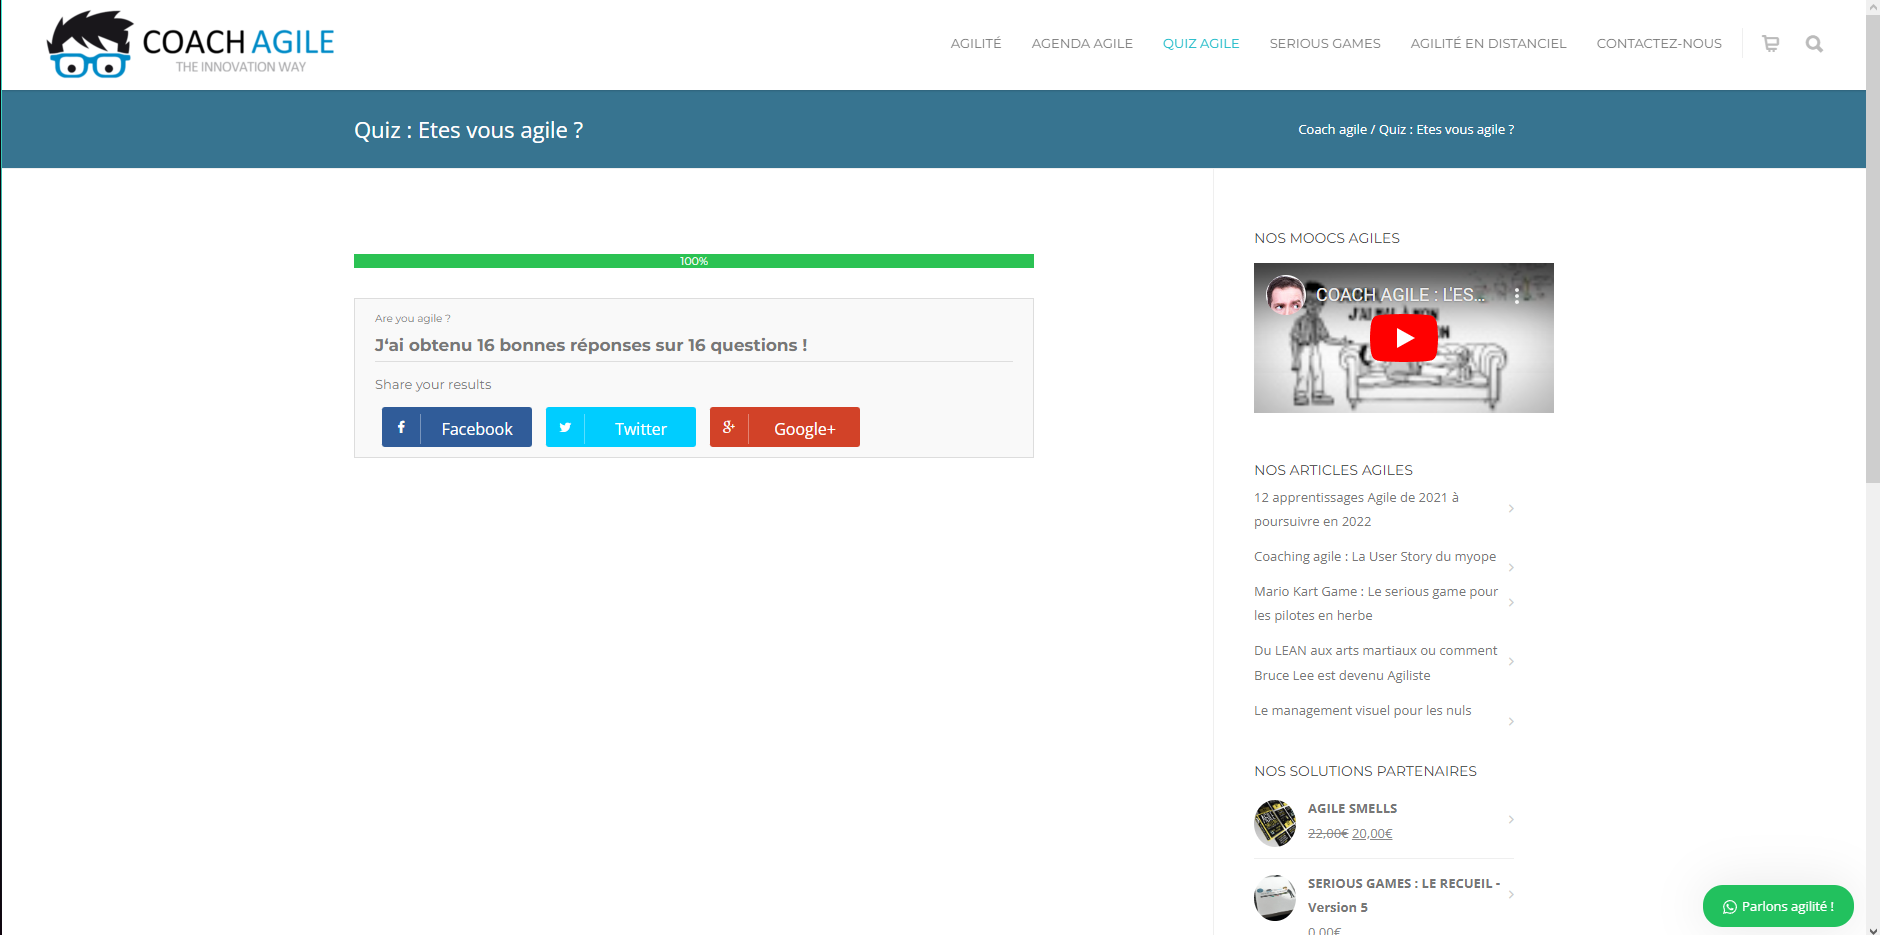 COACH AGILE
THE INNOVATION WAY
AGILITÉ
AGENDA AGILE
QUIZ AGILE
SERIOUS GAMES
AGILITÉ EN DISTANCIEL
CONTACTEZ-NOUS
Quiz : Etes vous agile ?
Coach agile / Quiz : Etes vous agile ?
100%
Are you agile ?
J‘ai obtenu 16 bonnes réponses sur 16 questions !
Share your results
Facebook
Twitter
Google+
NOS MOOCS AGILES
COACH AGILE : L'ES...
NOS ARTICLES AGILES
12 apprentissages Agile de 2021 à
poursuivre en 2022
Coaching agile : La User Story du myope
Mario Kart Game : Le serious game pour
les pilotes en herbe
Du LEAN aux arts martiaux ou comment
Bruce Lee est devenu Agiliste
Le management visuel pour les nuls
NOS SOLUTIONS PARTENAIRES
AGILE SMELLS
22,00€ 20,00€
SERIOUS GAMES : LE RECUEIL -
Version 5
0,00€
Parlons agilité !